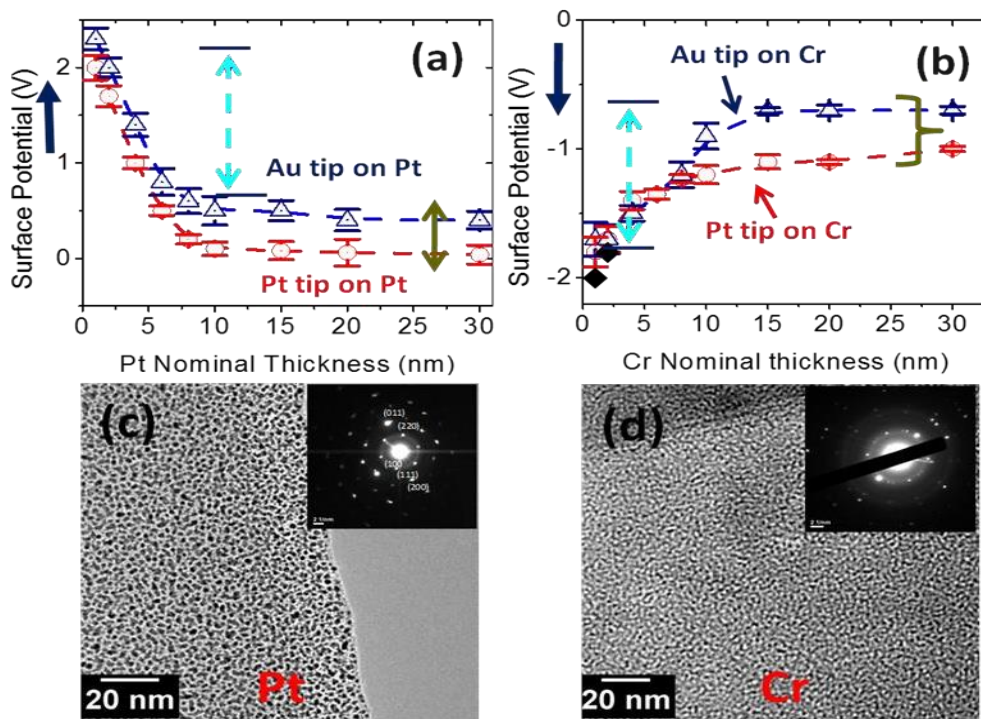 (a)
Surface Potential (V)
2
1
0
Au tip on Pt
Pt tip on Pt
0 5 10 15 20 25 30
Pt Nominal Thickness (nm)
(b)
Surface Potential (V)
0
-1
-2
Au tip on Cr
Pt tip on Cr
0 5 10 15 20 25 30
Cr Nominal thickness (nm)
(c)
(011)
(220)
(100
(111)
(200)
20 nm
Pt
(d)
20 nm
Cr